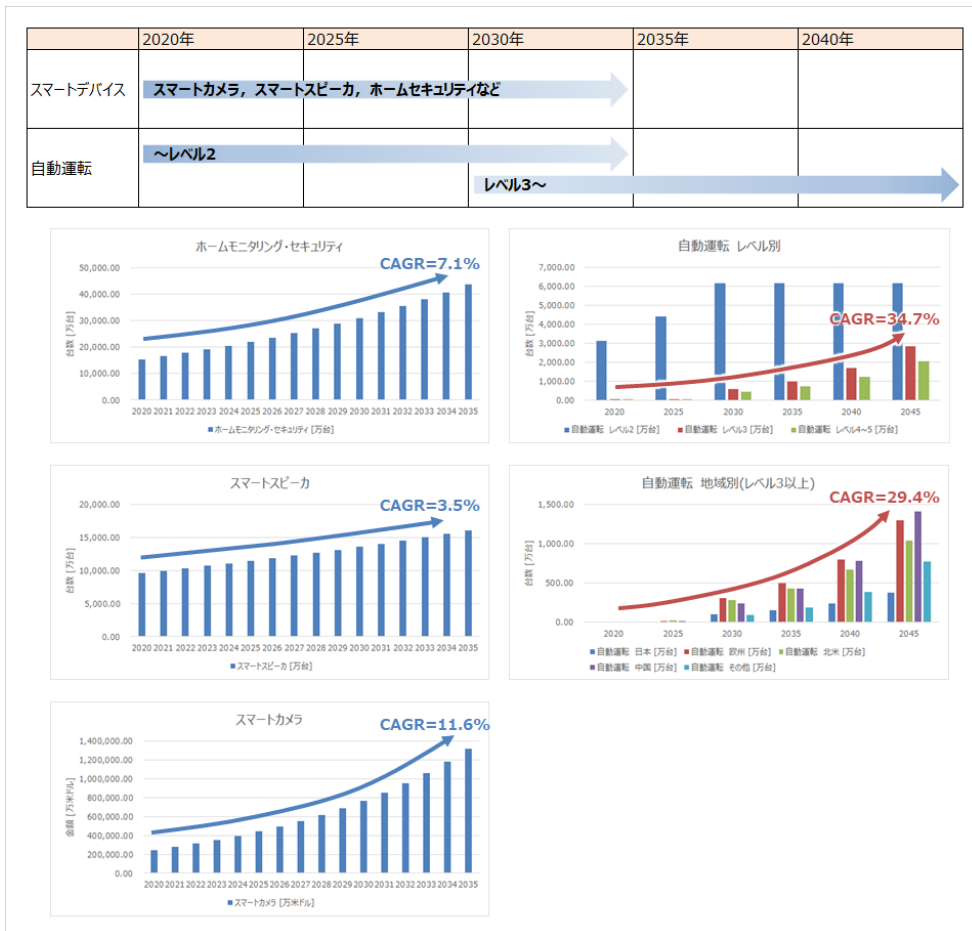 2020年 2025年 2030年 2035年 2040年
スマートデバイス スマートカメラ，スマートスピーカ，ホームセキュリティなど
自動運転 ～レベル2
レベル3～
ホームモニタリング・セキュリティ
CAGR=7.1%
50,000.00
40,000.00
30,000.00
20,000.00
10,000.00
0.00
台数 [万台]
2020 2021 2022 2023 2024 2025 2026 2027 2028 2029 2030 2031 2032 2033 2034 2035
ホームモニタリング・セキュリティ [万台]
自動運転 レベル別
CAGR=34.7%
7,000.00
6,000.00
5,000.00
4,000.00
3,000.00
2,000.00
1,000.00
0.00
台数 [万台]
2020 2025 2030 2035 2040 2045
自動運転 レベル2 [万台] 自動運転 レベル3 [万台] 自動運転 レベル4~5 [万台]
スマートスピーカ
CAGR=3.5%
20,000.00
15,000.00
10,000.00
5,000.00
0.00
台数 [万台]
2020 2021 2022 2023 2024 2025 2026 2027 2028 2029 2030 2031 2032 2033 2034 2035
スマートスピーカ [万台]
自動運転 地域別(レベル3以上)
CAGR=29.4%
1,500.00
1,000.00
500.00
0.00
台数 [万台]
2020 2025 2030 2035 2040 2045
自動運転 日本 [万台] 自動運転 欧州 [万台] 自動運転 北米 [万台]
自動運転 中国 [万台] 自動運転 その他 [万台]
スマートカメラ
CAGR=11.6%
1,400,000.00
1,200,000.00
1,000,000.00
800,000.00
600,000.00
400,000.00
200,000.00
0.00
金額 [万米ドル]
2020 2021 2022 2023 2024 2025 2026 2027 2028 2029 2030 2031 2032 2033 2034 2035
スマートカメラ [万米ドル]